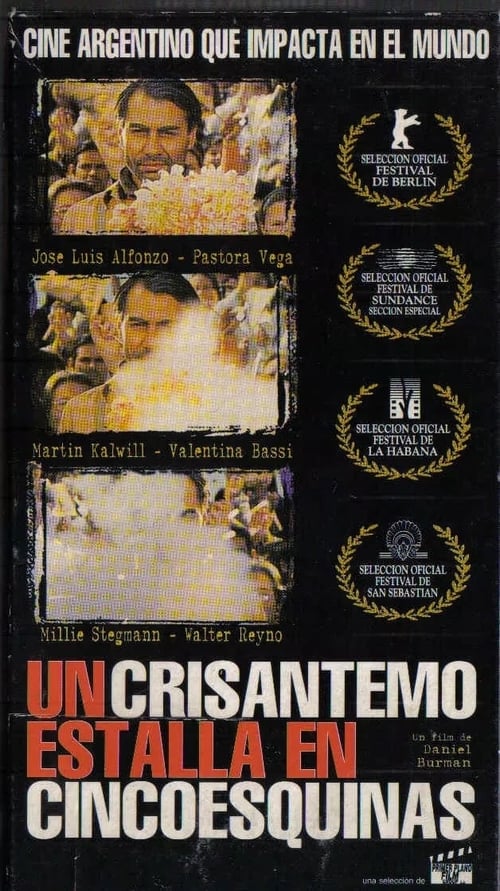 CINE ARGENTINO QUE IMPACTA EN EL MUNDO
SELECCION OFICIAL
FESTIVAL
DE BERLIN
Jose Luis Alfonzo - Pastora Vega
SELECCION OFICIAL
FESTIVAL DE
SUNDANCE
SECCION ESPECIAL
Martin Kalwill - Valentina Bassi
SELECCION OFICIAL
FESTIVAL DE
LA HABANA
SELECCION OFICIAL
FESTIVAL DE
SAN SEBASTIAN
Millie Stegmann - Walter Reyno
UN CRISANTEMO
ESTALLA EN
CINCOESQUINAS
Un film de
Daniel
Burman
una selección de
PRIMER PLANO